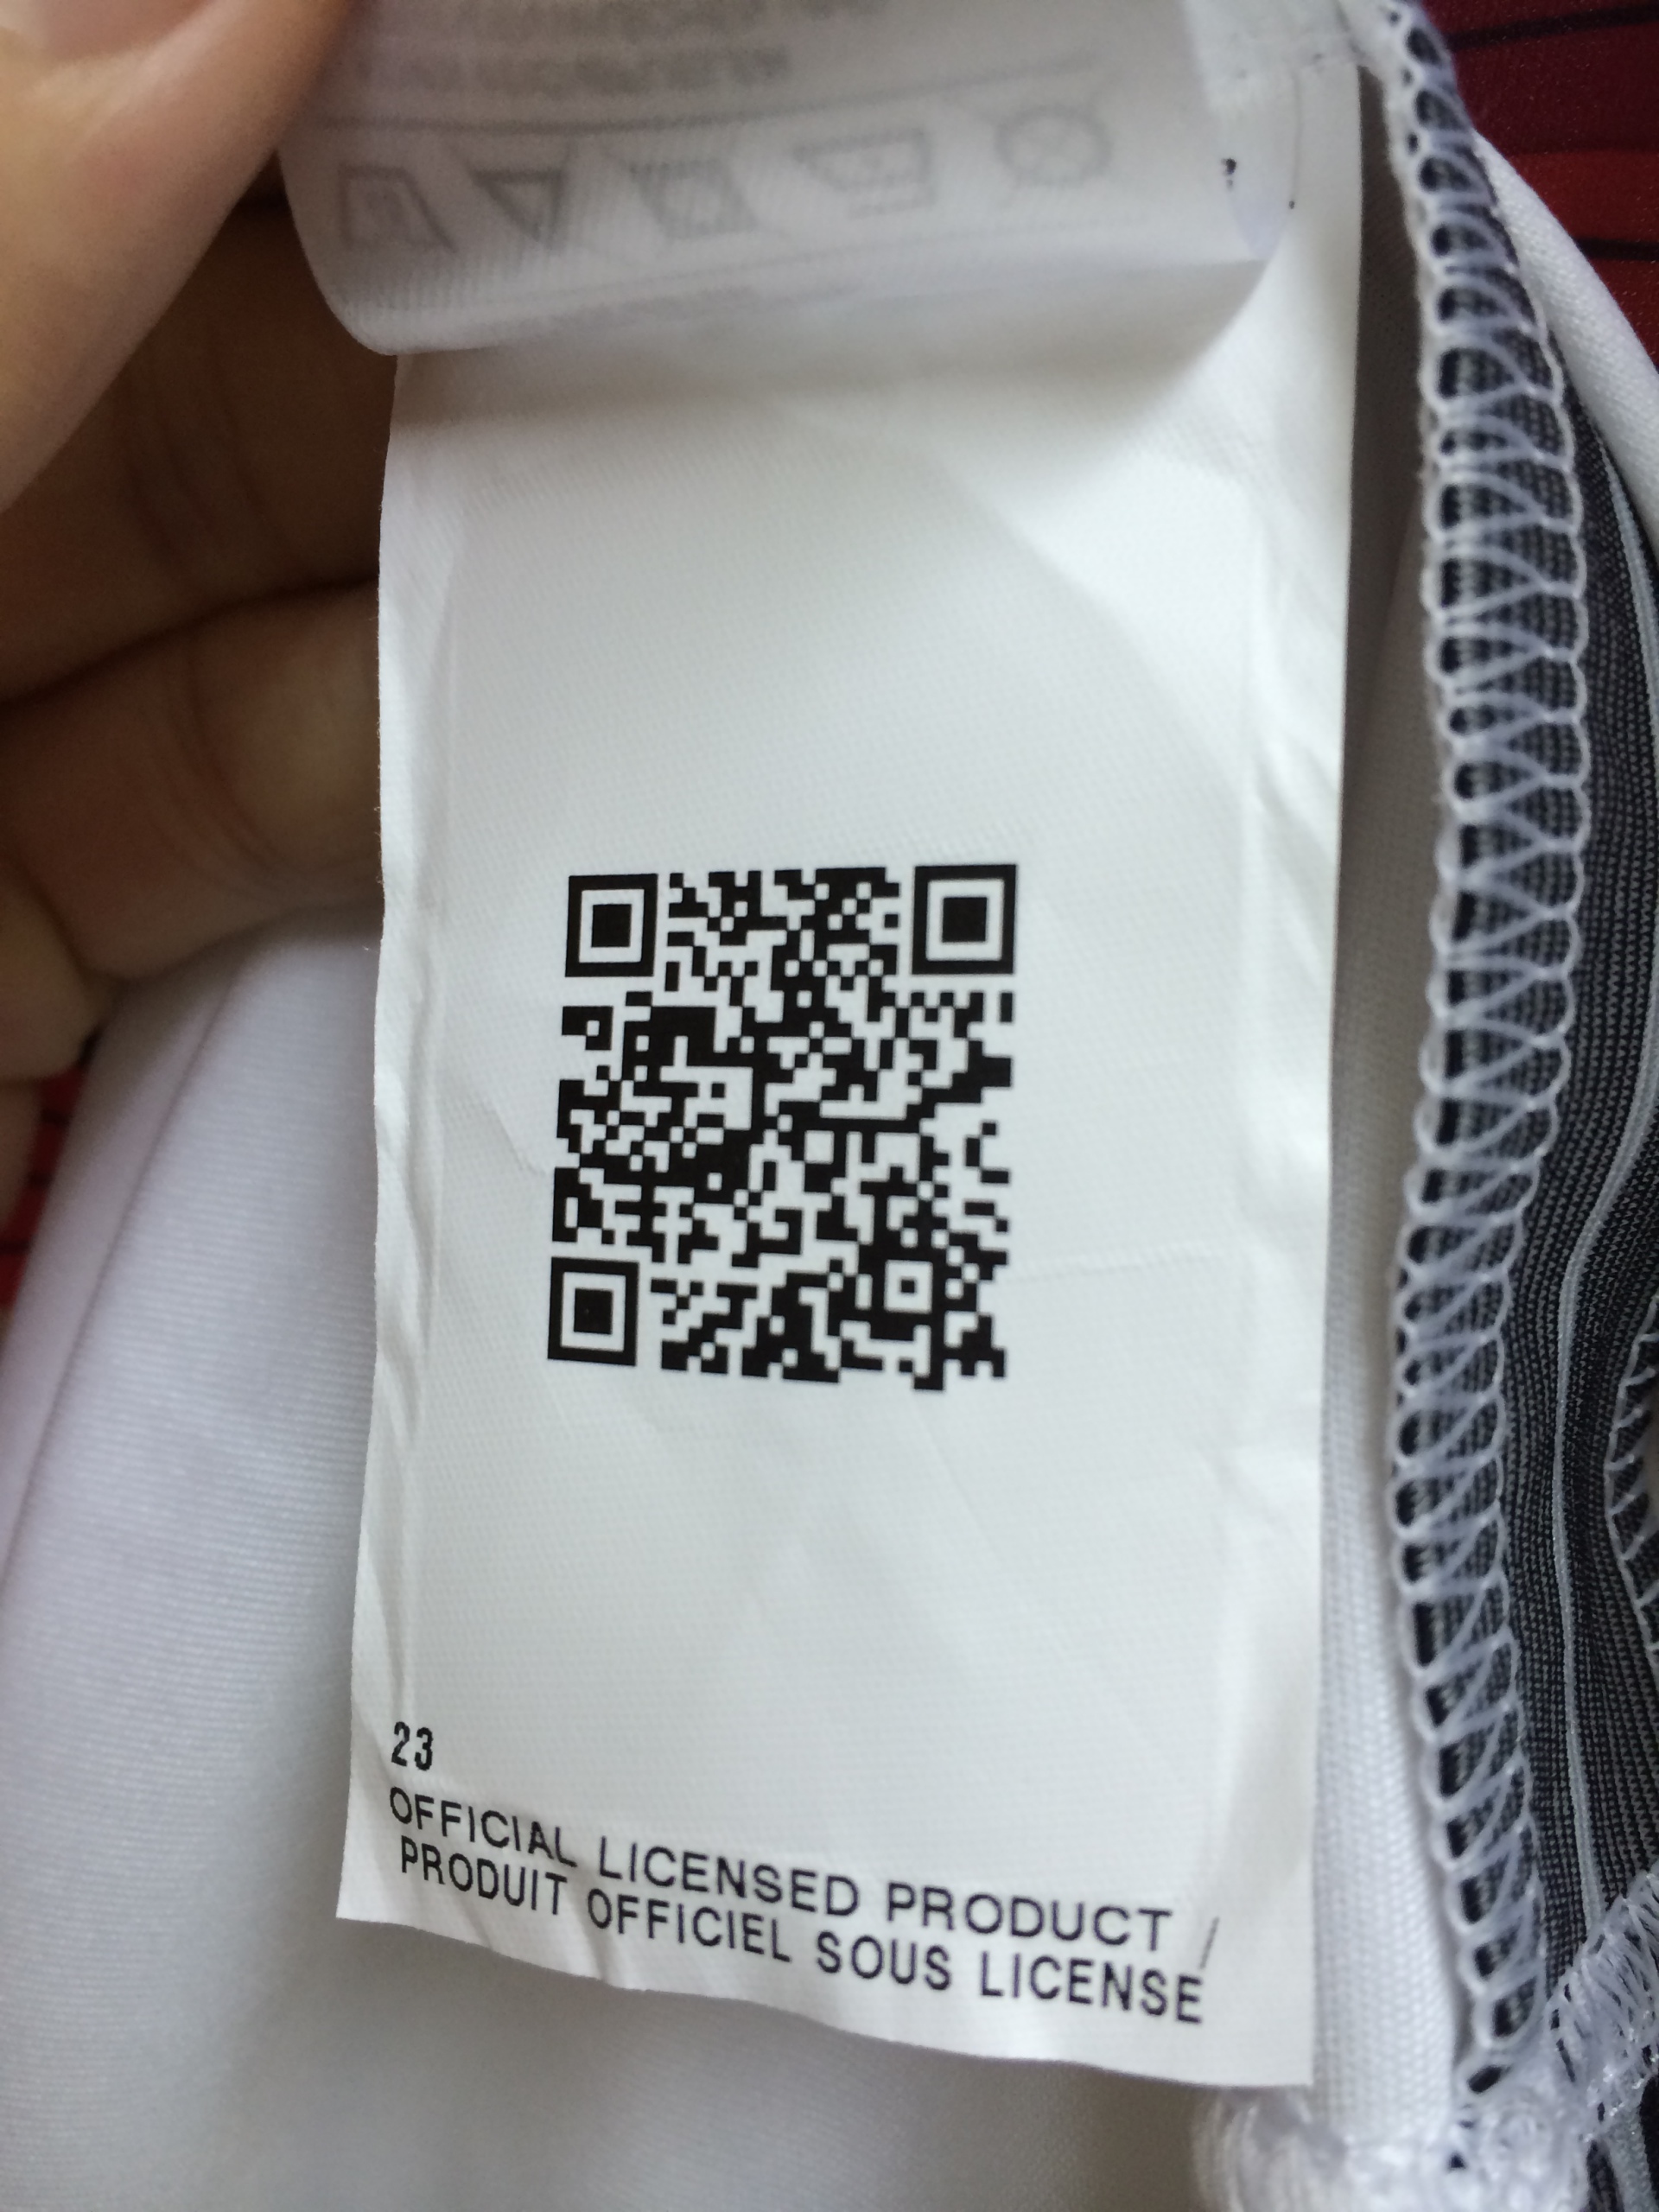 23
OFFICIAL LICENSED PRODUCT /
PRODUIT OFFICIEL SOUS LICENSE